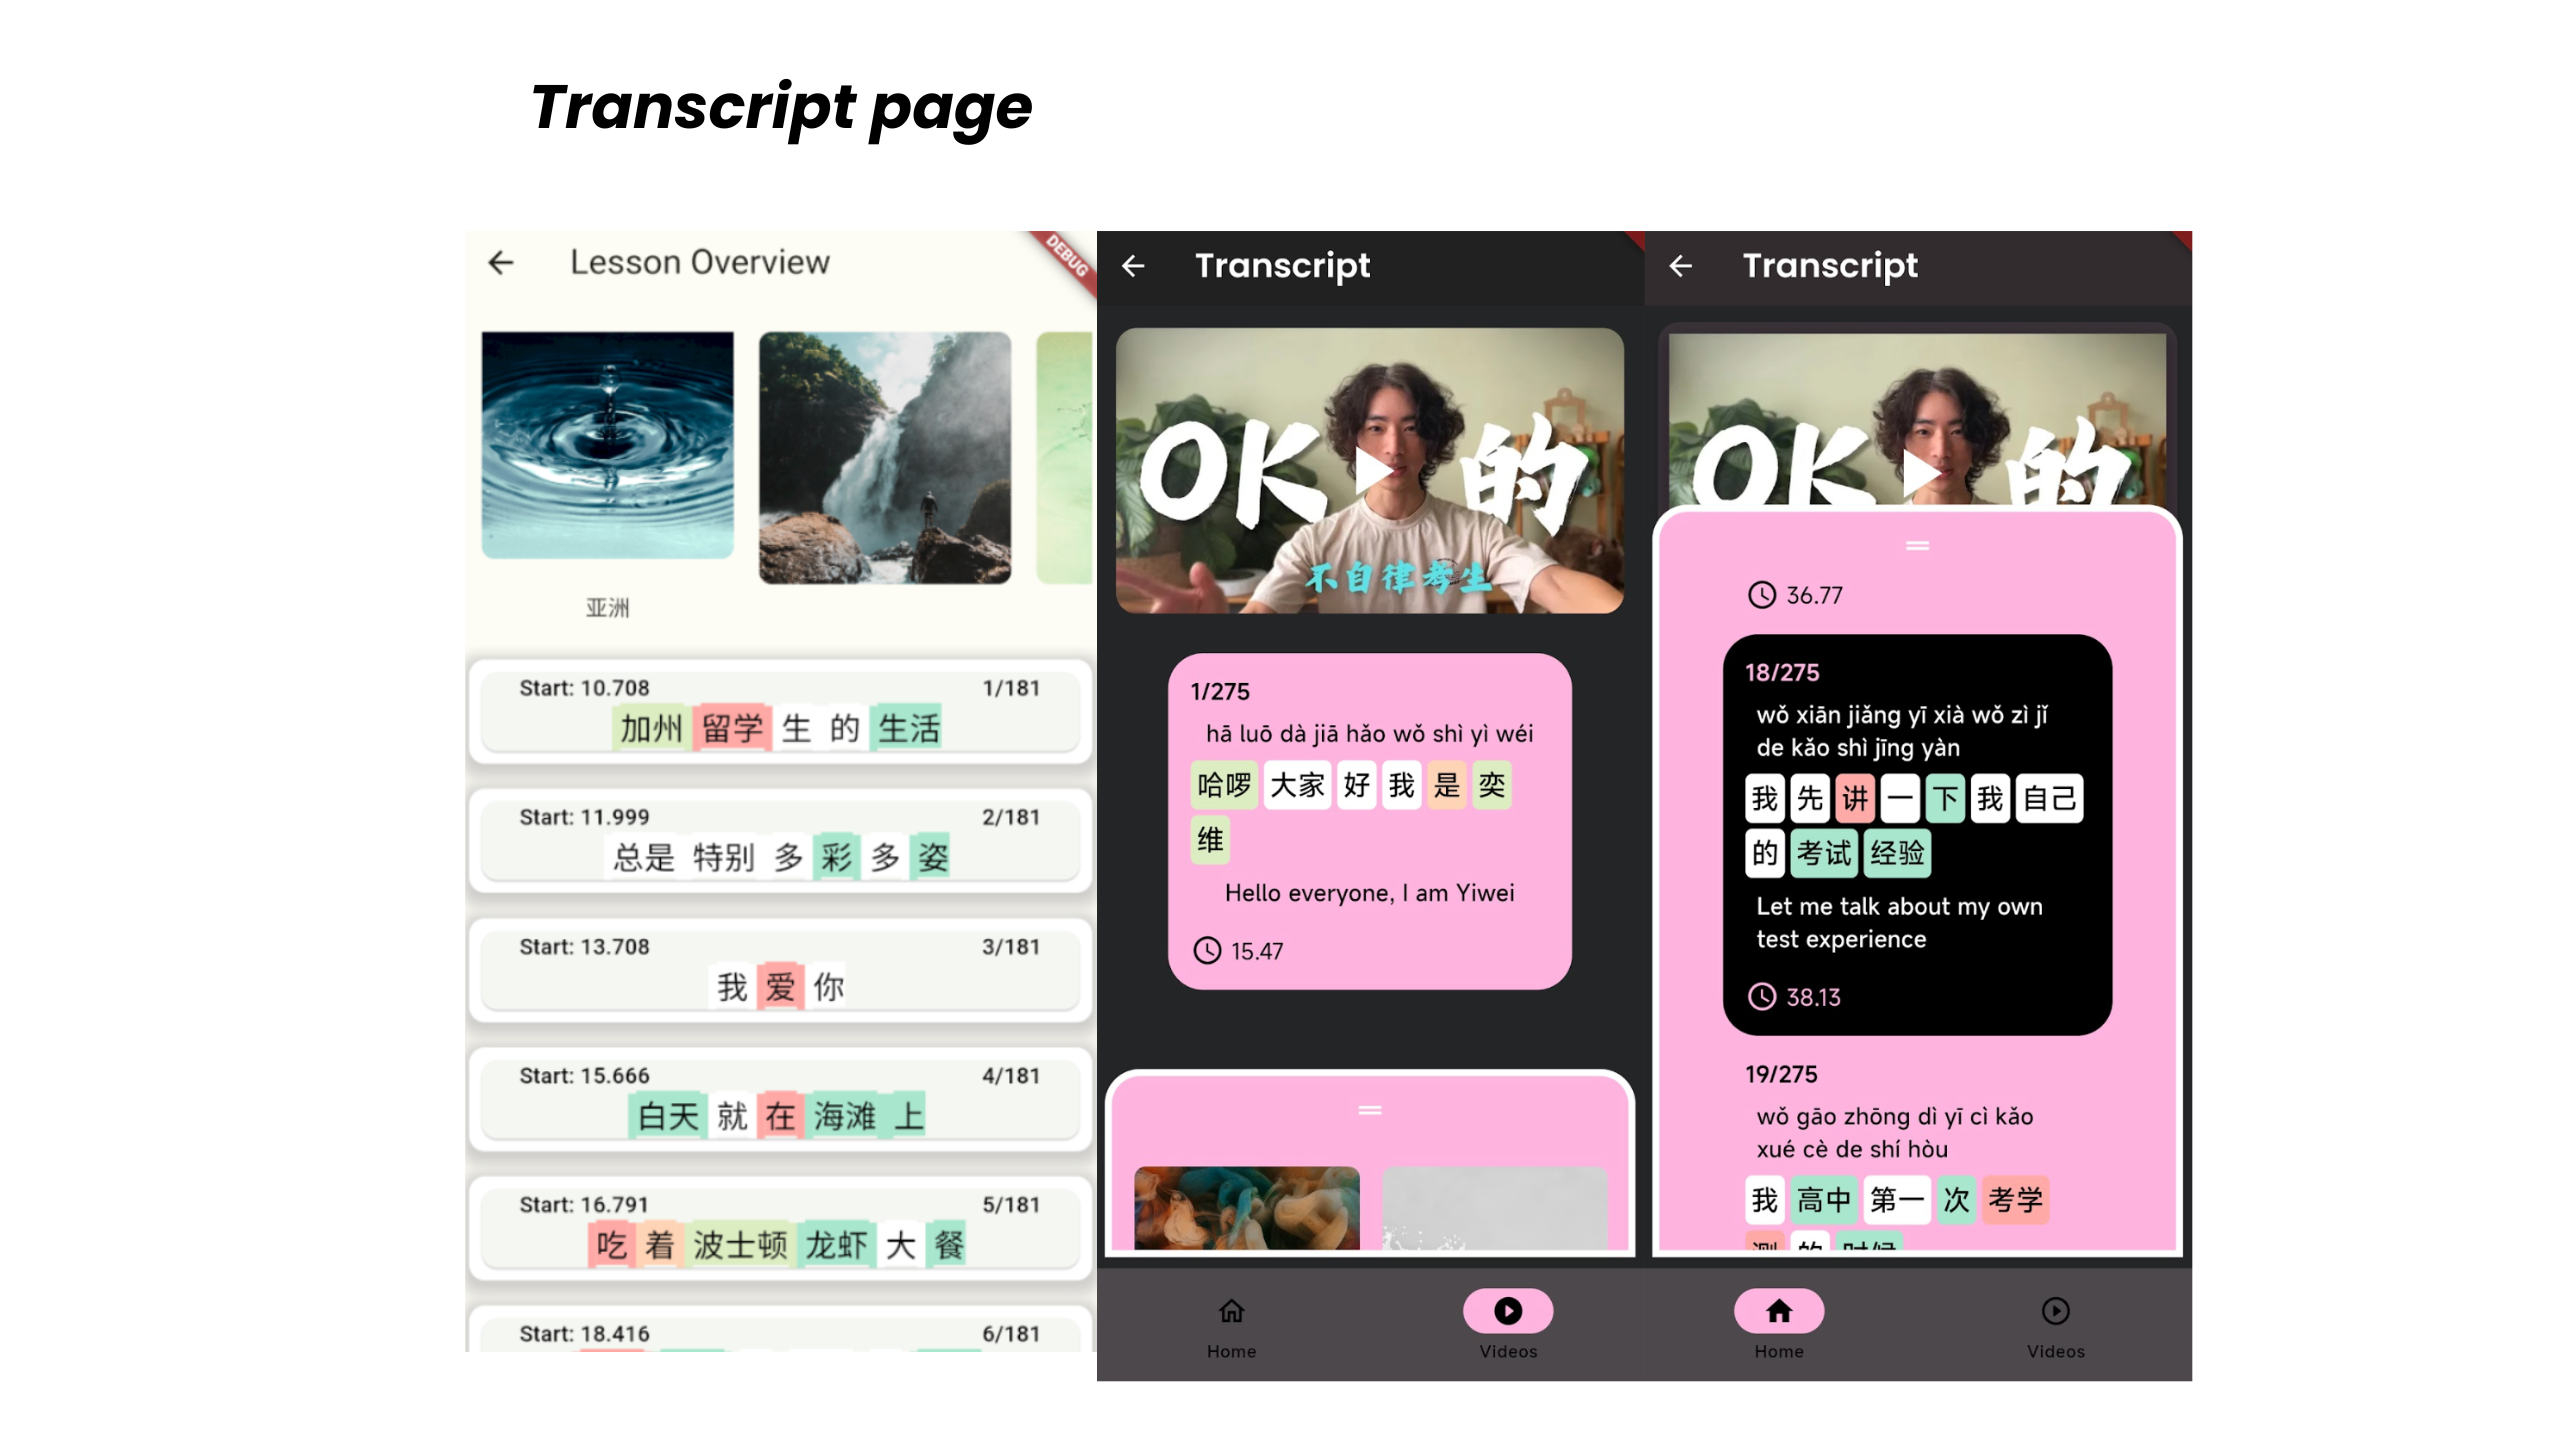 Transcript page
Lesson Overview
DEBUG
亚洲
Start: 10.708 1/181
加州 留学 生 的 生活
Start: 11.999 2/181
总是 特别 多 彩 多 姿
Start: 13.708 3/181
我 爱 你
Start: 15.666 4/181
白天 就 在 海滩 上
Start: 16.791 5/181
吃 着 波士顿 龙虾 大 餐
Start: 18.416 6/181
Transcript
OK 的
不自律考生
1/275
hā luō dà jiā hǎo wǒ shì yì wéi
哈啰 大家 好 我 是 奕
维
Hello everyone, I am Yiwei
15.47
Home Videos
Transcript
OK 的
36.77
18/275
wǒ xiān jiǎng yī xià wǒ zì jǐ
de kǎo shì jīng yàn
我 先 讲 一 下 我 自己
的 考试 经验
Let me talk about my own
test experience
38.13
19/275
wǒ gāo zhōng dì yī cì kǎo
xué cè de shí hòu
我 高中 第一 次 考学
测 的 时候
Home Videos